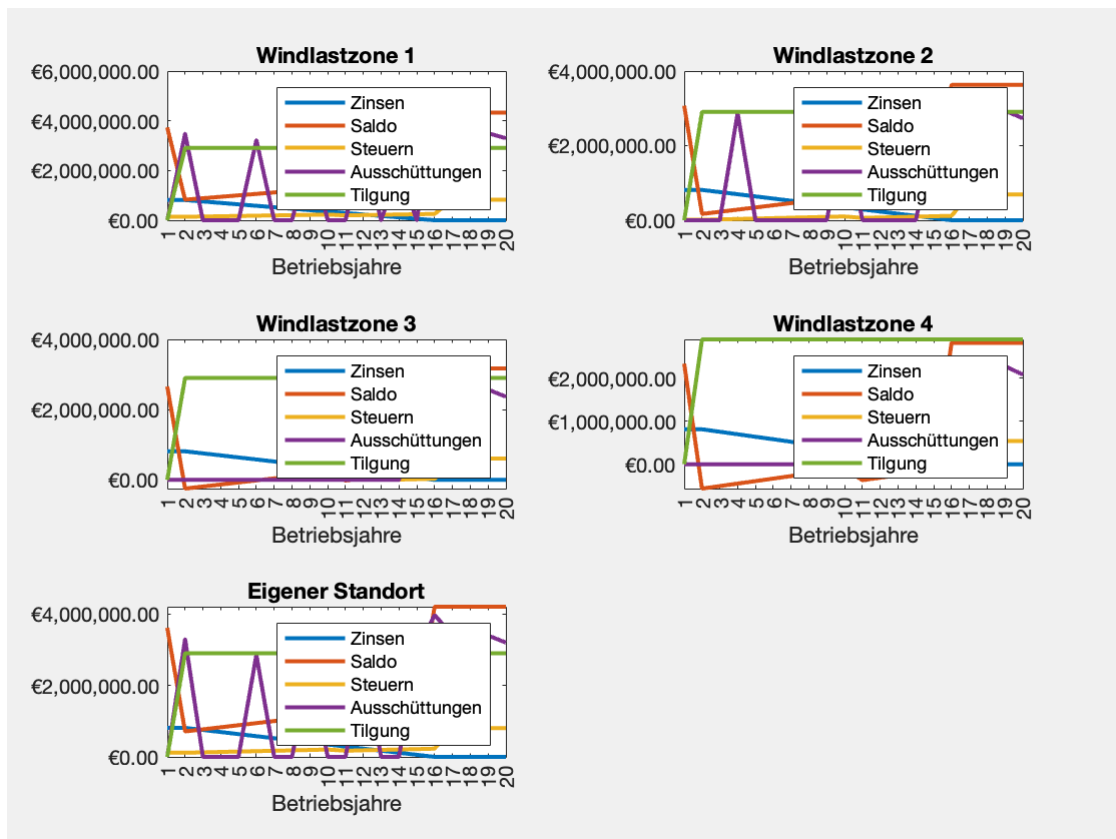 Windlastzone 1
€6,000,000.00
€4,000,000.00
€2,000,000.00
€0.00
Zinsen
Saldo
Steuern
Ausschüttungen
Tilgung
1 2 3 4 5 6 7 8 9 10 11 12 13 14 15 16 17 18 19 20
Betriebsjahre
Windlastzone 2
€4,000,000.00
€2,000,000.00
€0.00
Zinsen
Saldo
Steuern
Ausschüttungen
Tilgung
1 2 3 4 5 6 7 8 9 10 11 12 13 14 15 16 17 18 19 20
Betriebsjahre
Windlastzone 3
€4,000,000.00
€2,000,000.00
€0.00
Zinsen
Saldo
Steuern
Ausschüttungen
Tilgung
1 2 3 4 5 6 7 8 9 10 11 12 13 14 15 16 17 18 19 20
Betriebsjahre
Windlastzone 4
€2,000,000.00
€1,000,000.00
€0.00
Zinsen
Saldo
Steuern
Ausschüttungen
Tilgung
1 2 3 4 5 6 7 8 9 10 11 12 13 14 15 16 17 18 19 20
Betriebsjahre
Eigener Standort
€4,000,000.00
€2,000,000.00
€0.00
Zinsen
Saldo
Steuern
Ausschüttungen
Tilgung
1 2 3 4 5 6 7 8 9 10 11 12 13 14 15 16 17 18 19 20
Betriebsjahre